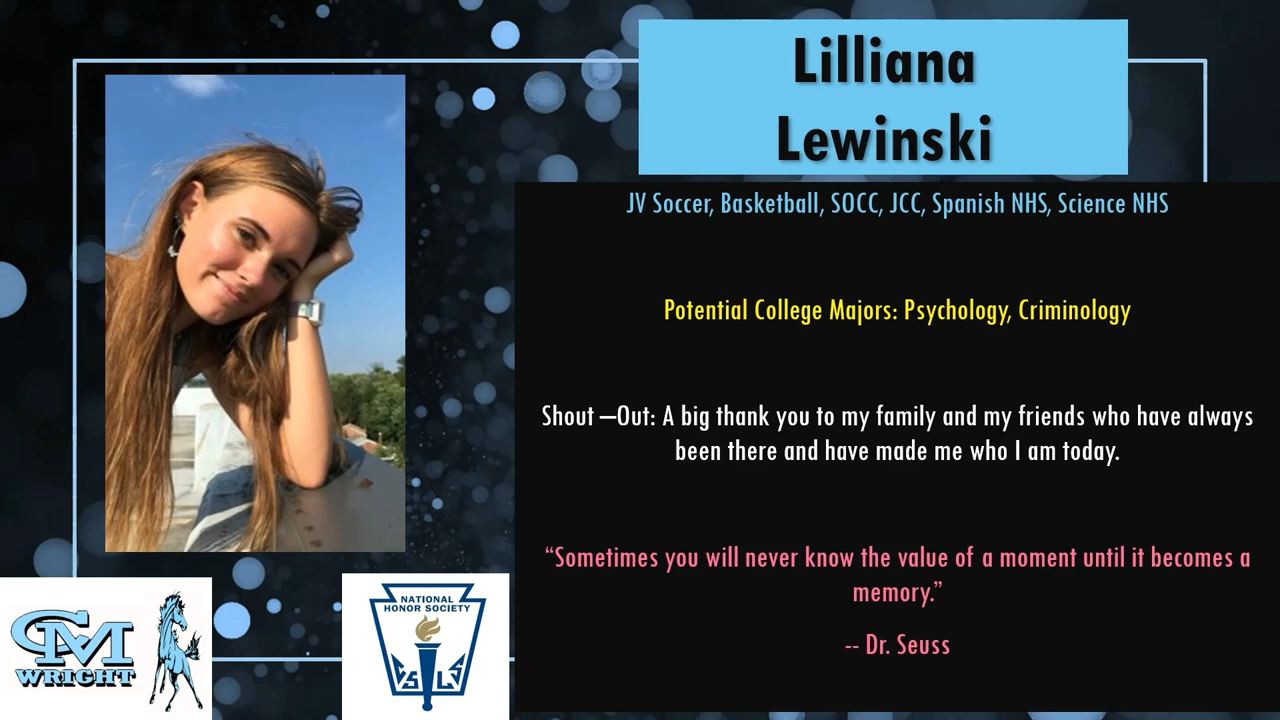 Lilliana
Lewinski
JV Soccer, Basketball, SOCC, JCC, Spanish NHS, Science NHS
Potential College Majors: Psychology, Criminology
Shout –Out: A big thank you to my family and my friends who have always
been there and have made me who I am today.
“Sometimes you will never know the value of a moment until it becomes a
memory.”
-- Dr. Seuss
CM
WRIGHT
NATIONAL
HONOR SOCIETY
C S L S